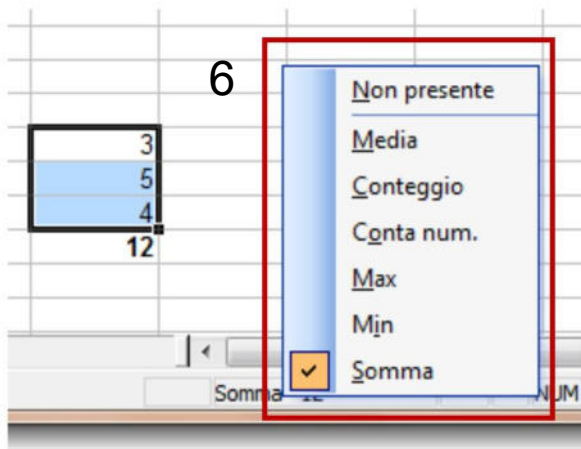 6
3
5
4
12
Non presente
Media
Conteggio
Conta num.
Max
Min
Somma
Somma
NUM